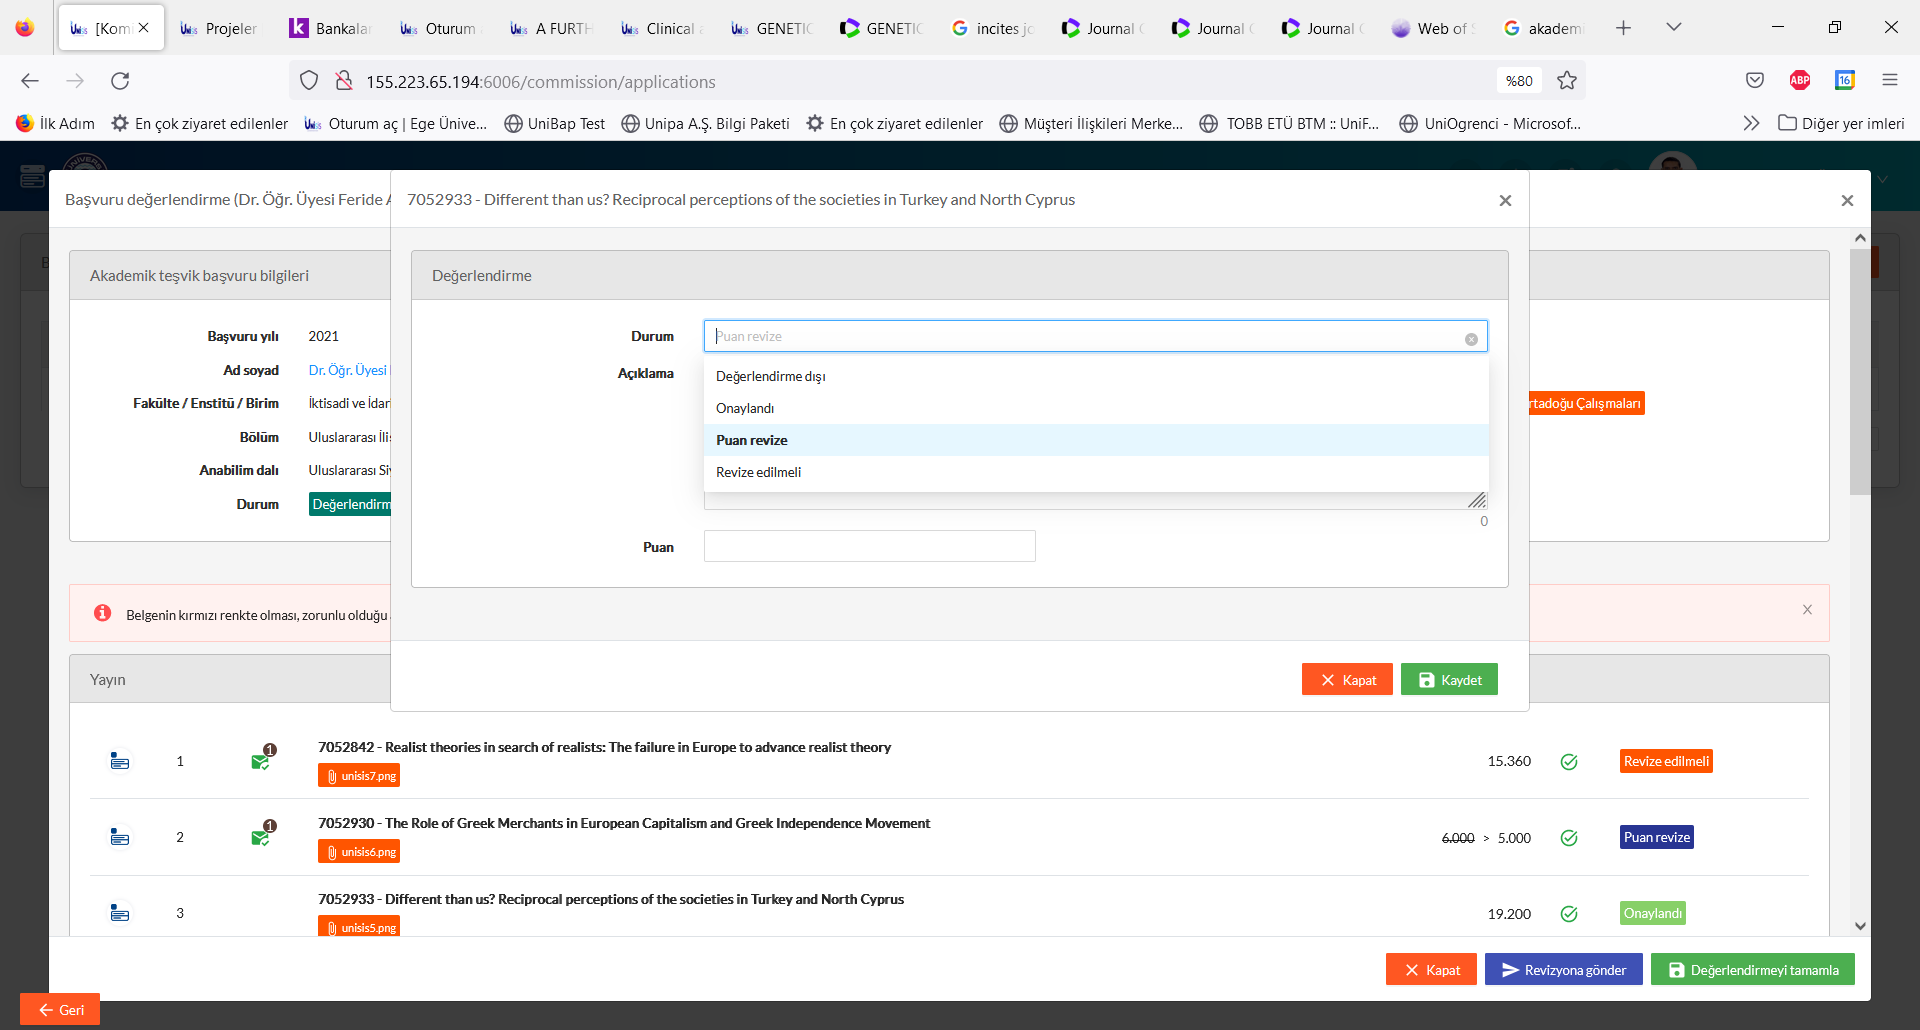 [Komi
Projeler
Bankalar
Oturum a
A FURTH
Clinical a
GENETIC
GENETIC
incites jo
Journal C
Journal C
Journal C
Web of S
akademi
155.223.65.194:6006/commission/applications
%80
ABP
16
İlk Adım
En çok ziyaret edilenler
Oturum aç | Ege Ünive...
UniBap Test
Unipa A.Ş. Bilgi Paketi
En çok ziyaret edilenler
Müşteri İlişkileri Merke...
TOBB ETÜ BTM :: UniF...
UniOgrenci - Microsof...
Diğer yer imleri
Başvuru değerlendirme (Dr. Öğr. Üyesi Feride A
7052933 - Different than us? Reciprocal perceptions of the societies in Turkey and North Cyprus
Akademik teşvik başvuru bilgileri
Değerlendirme
Başvuru yılı 2021
Ad soyad Dr. Öğr. Üyesi
Fakülte / Enstitü / Birim İktisadi ve İdar
Bölüm Uluslararası İli
Anabilim dalı Uluslararası Siy
Durum Değerlendirm
rtadoğu Çalışmaları
Durum Puan revize
Açıklama
Değerlendirme dışı
Onaylandı
Puan revize
Revize edilmeli
0
Puan
Belgenin kırmızı renkte olması, zorunlu olduğu
Kapat
Kaydet
Yayın
1 1 7052842 - Realist theories in search of realists: The failure in Europe to advance realist theory 15.360 Revize edilmeli
unisis7.png
2 1 7052930 - The Role of Greek Merchants in European Capitalism and Greek Independence Movement 6.000 > 5.000 Puan revize
unisis6.png
3 7052933 - Different than us? Reciprocal perceptions of the societies in Turkey and North Cyprus 19.200 Onaylandı
unisis5.png
Kapat
Revizyona gönder
Değerlendirmeyi tamamla
Geri